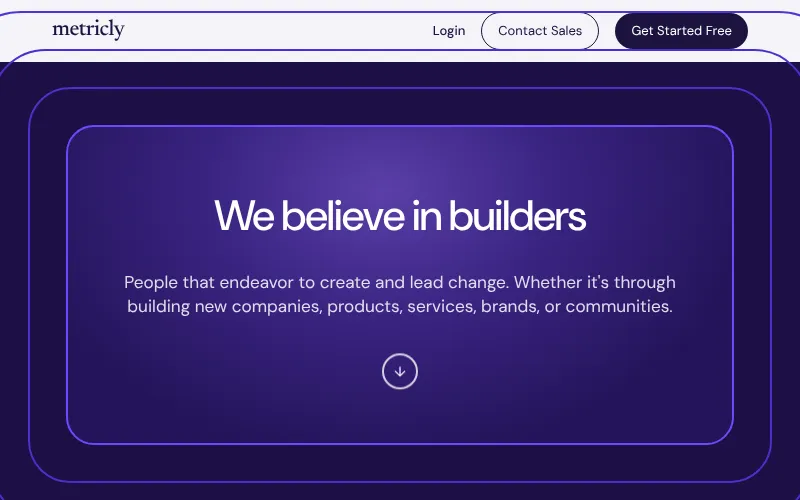 metricly
Login
Contact Sales
Get Started Free
We believe in builders
People that endeavor to create and lead change. Whether it's through
building new companies, products, services, brands, or communities.